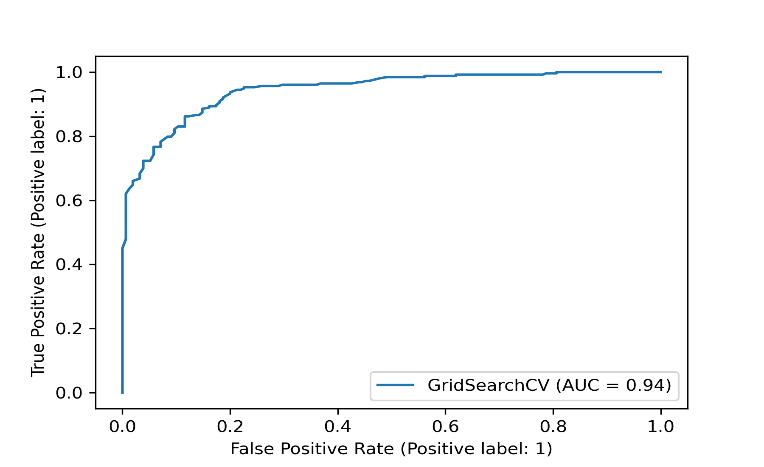 True Positive Rate (Positive label: 1)
1.0
0.8
0.6
0.4
0.2
0.0
GridSearchCV (AUC = 0.94)
0.0 0.2 0.4 0.6 0.8 1.0
False Positive Rate (Positive label: 1)